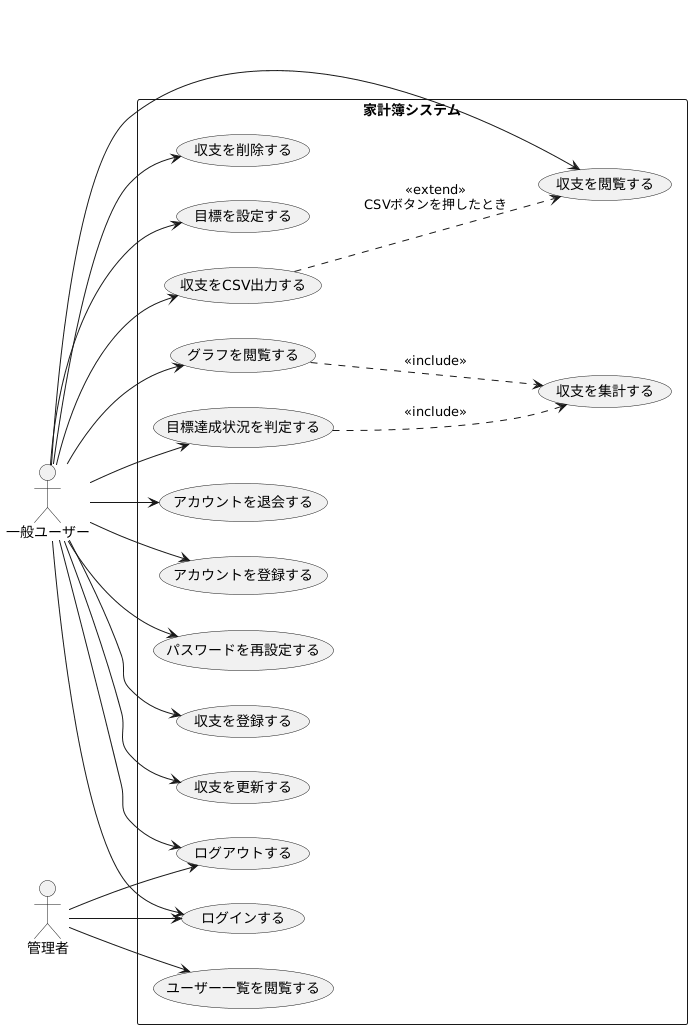 家計簿システム
収支を削除する
収支を閲覧する
«extend»
CSVボタンを押したとき
目標を設定する
収支をCSV出力する
グラフを閲覧する
«include»
収支を集計する
目標達成状況を判定する
«include»
アカウントを退会する
一般ユーザー
アカウントを登録する
パスワードを再設定する
収支を登録する
収支を更新する
ログアウトする
ログインする
管理者
ユーザー一覧を閲覧する